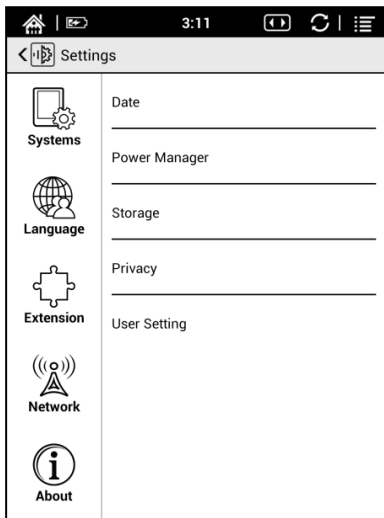 3:11
Settings
Systems
Language
Extension
Network
About
Date
Power Manager
Storage
Privacy
User Setting